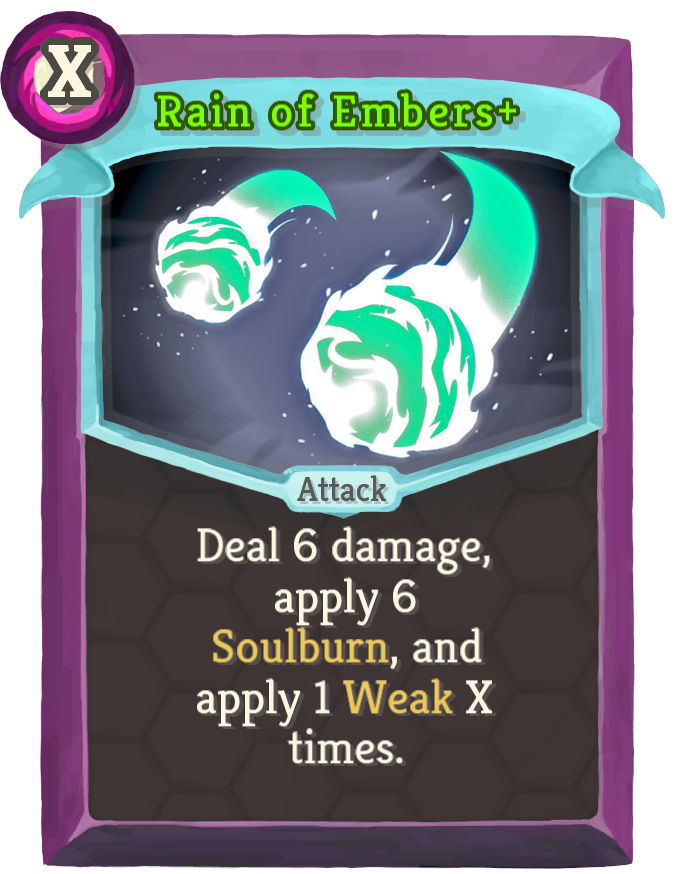 X
Rain of Embers+
Attack
Deal 6 damage,
apply 6
Soulburn, and
apply 1 Weak X
times.